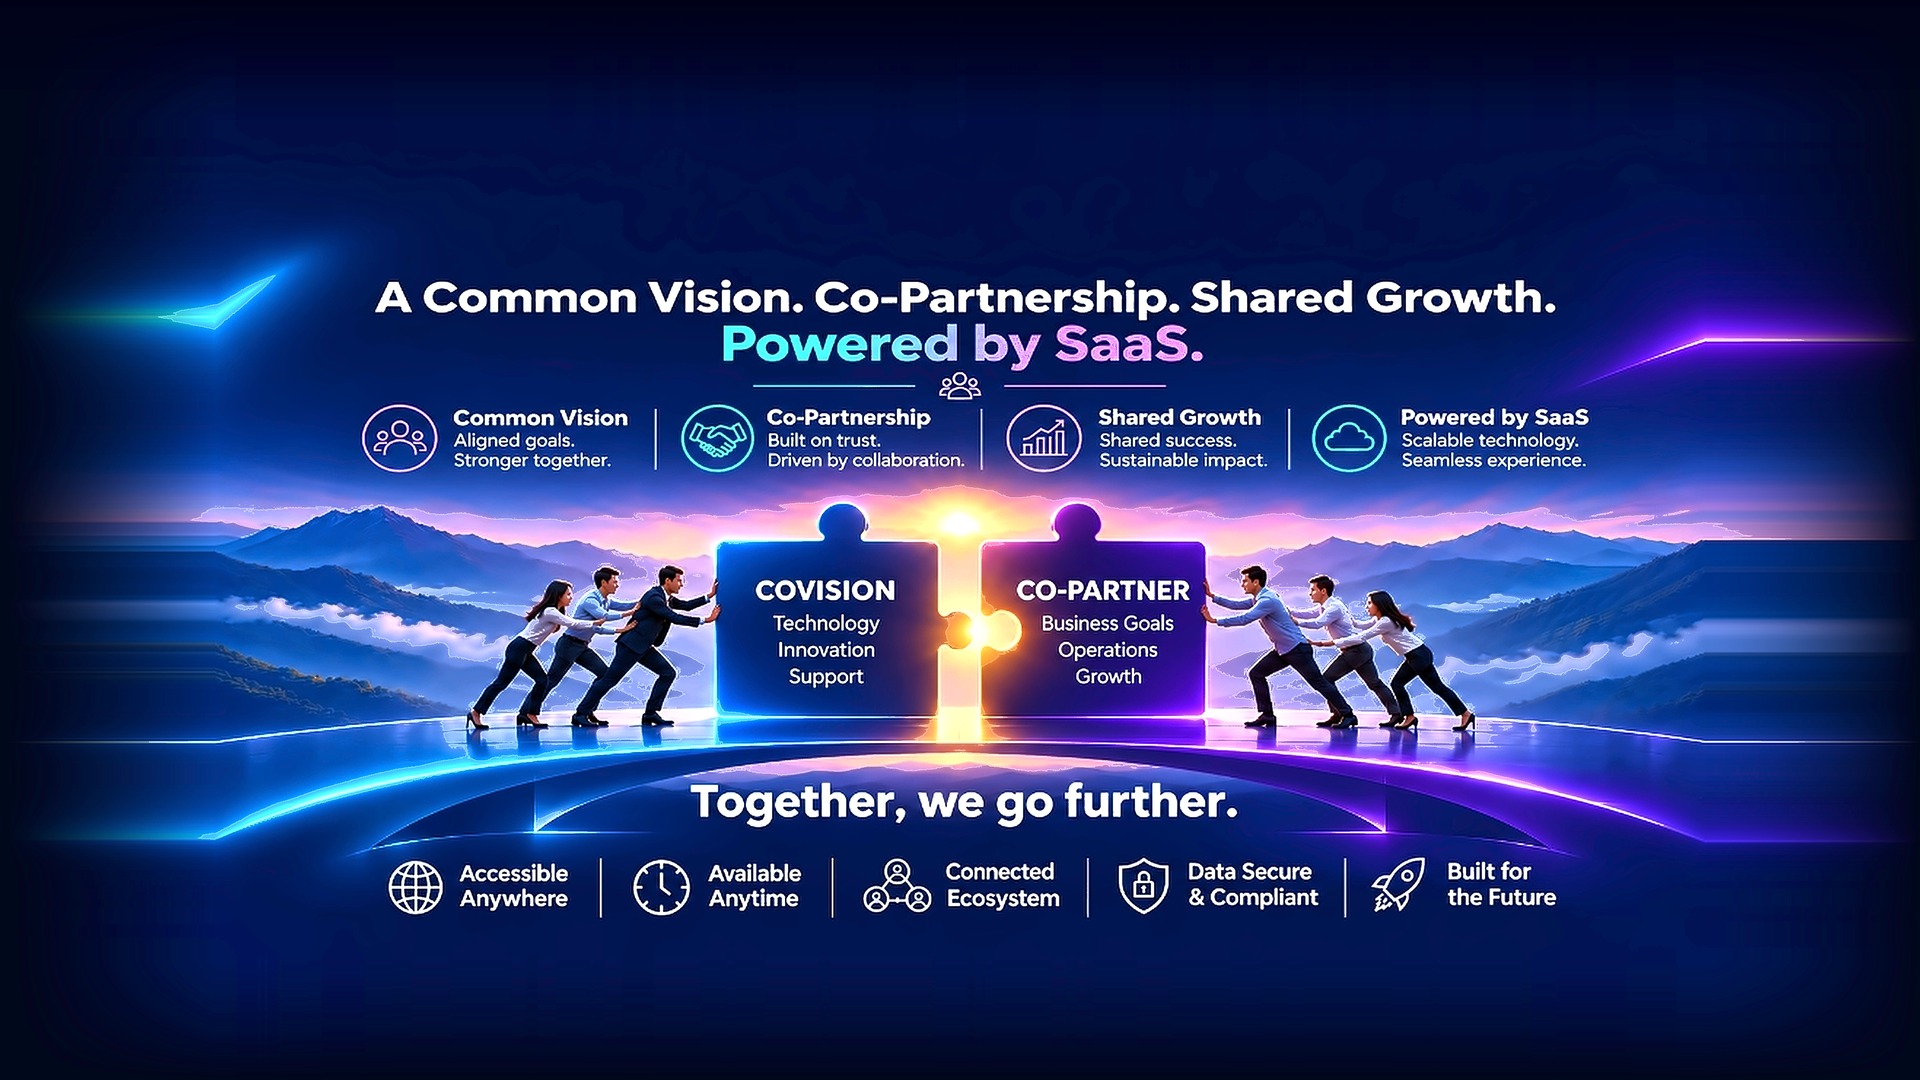 A Common Vision. Co-Partnership. Shared Growth.
Powered by SaaS.
Common Vision
Aligned goals.
Stronger together.
Co-Partnership
Built on trust.
Driven by collaboration.
Shared Growth
Shared success.
Sustainable impact.
Powered by SaaS
Scalable technology.
Seamless experience.
COVISION
Technology
Innovation
Support
CO-PARTNER
Business Goals
Operations
Growth
Together, we go further.
Accessible
Anywhere
Available
Anytime
Connected
Ecosystem
Data Secure
& Compliant
Built for
the Future